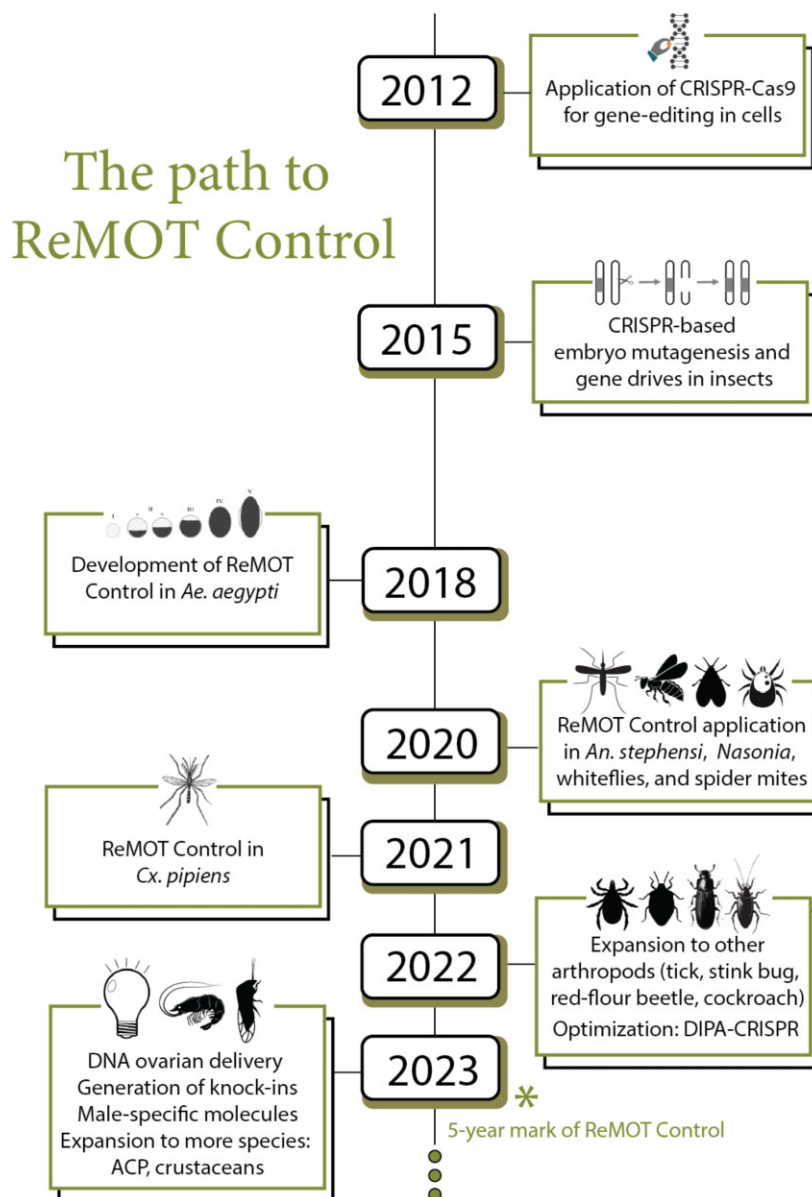 The path to
ReMOT Control
2012
Application of CRISPR-Cas9
for gene-editing in cells
2015
CRISPR-based
embryo mutagenesis and
gene drives in insects
I
II
III
IV
V
Development of ReMOT
Control in Ae. aegypti
2018
2020
ReMOT Control application
in An. stephensi, Nasonia,
whiteflies, and spider mites
2021
ReMOT Control in
Cx. pipiens
2022
Expansion to other
arthropods (tick, stink bug,
red-flour beetle, cockroach)
Optimization: DIPA-CRISPR
2023
DNA ovarian delivery
Generation of knock-ins
Male-specific molecules
Expansion to more species:
ACP, crustaceans
*
5-year mark of ReMOT Control